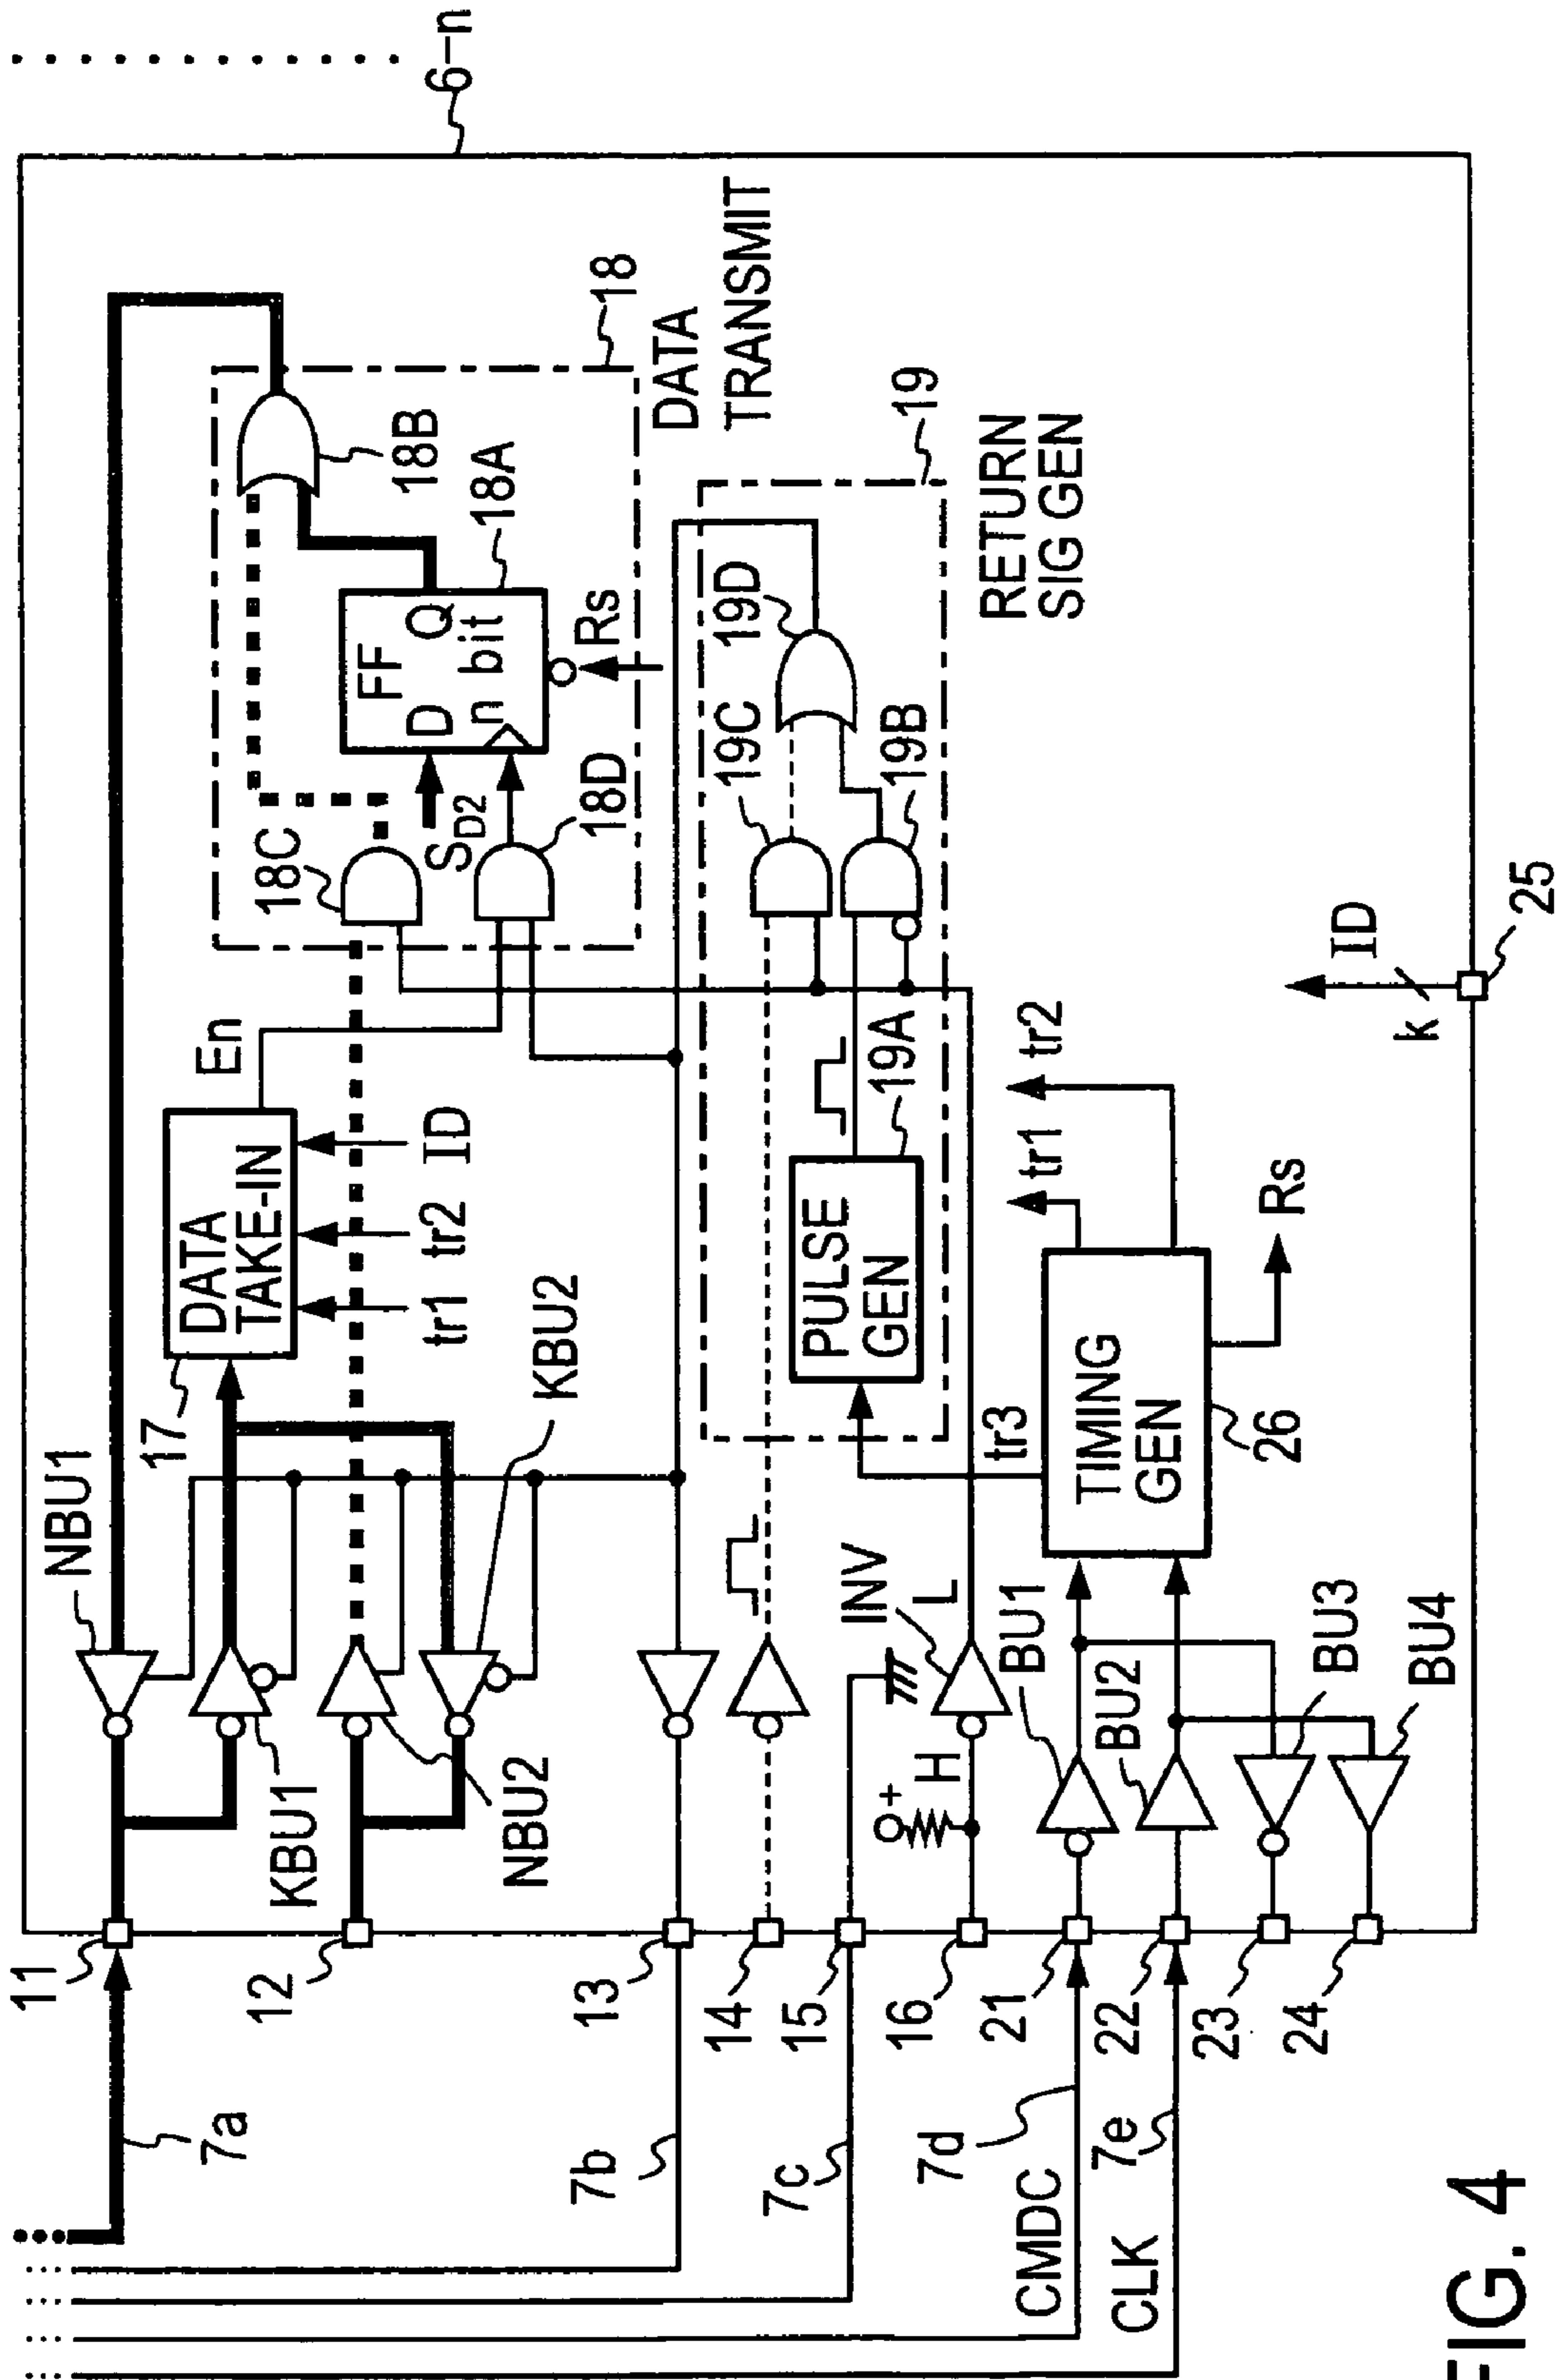 6-n
NBU1
17
DATA
TAKE-IN
En
tr1
tr2
ID
KBU1
NBU2
KBU2
18C
18B
18A
18D
FF
D
Q
n bit
SD2
Rs
18
DATA
TRANSMIT
11
12
13
14
15
16
21
22
23
24
7a
7b
7c
7d
7e
CMDC
CLK
19C
19D
19B
19A
19
RETURN
SIG GEN
PULSE
GEN
tr3
INV
L
H
+
BU1
BU2
BU3
BU4
TIMING
GEN
26
tr1
tr2
Rs
ID
k
25
FIG. 4